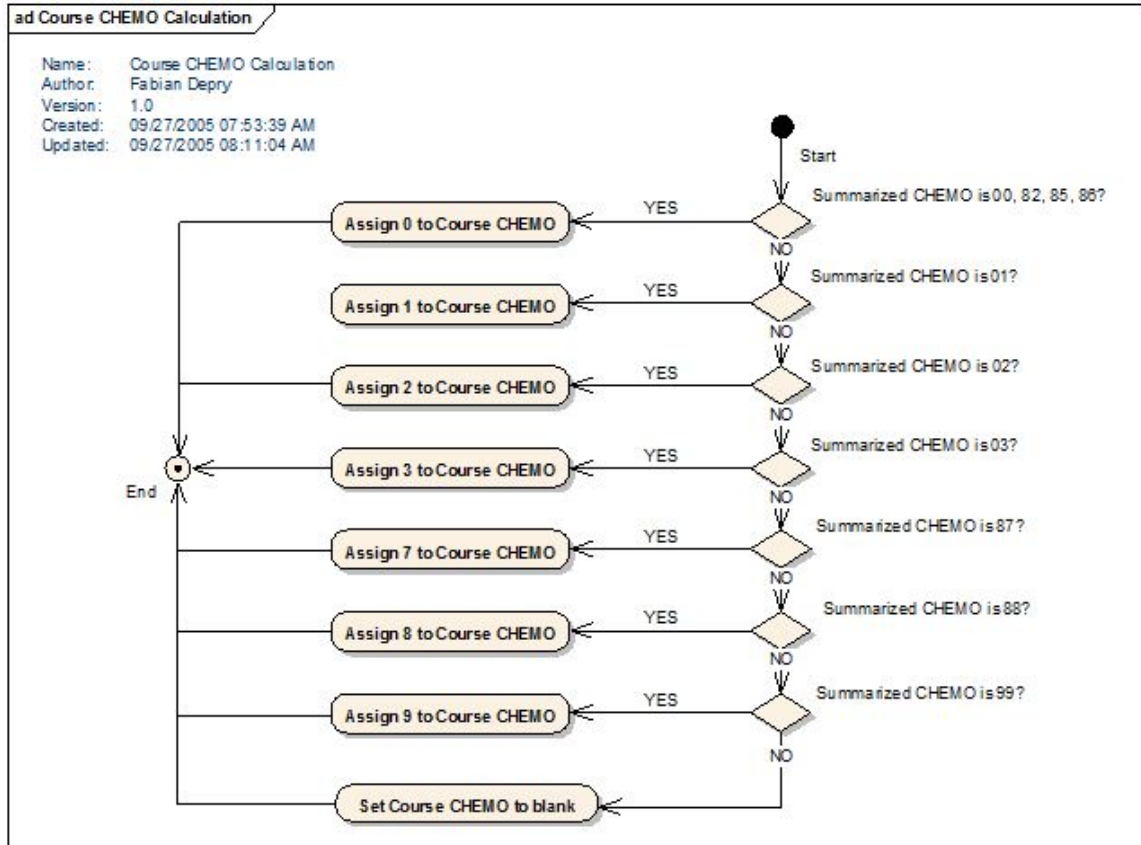 ad Course CHEMO Calculation
Name: Course CHEMO Calculation
Author: Fabian Depry
Version: 1.0
Created: 09/27/2005 07:53:39 AM
Updated: 09/27/2005 08:11:04 AM
Start
Summarized CHEMO is 00, 82, 85, 86?
YES
Assign 0 to Course CHEMO
NO
Summarized CHEMO is 01?
YES
Assign 1 to Course CHEMO
NO
Summarized CHEMO is 02?
YES
Assign 2 to Course CHEMO
NO
Summarized CHEMO is 03?
YES
Assign 3 to Course CHEMO
End
NO
Summarized CHEMO is 87?
YES
Assign 7 to Course CHEMO
NO
Summarized CHEMO is 88?
YES
Assign 8 to Course CHEMO
NO
Summarized CHEMO is 99?
YES
Assign 9 to Course CHEMO
NO
Set Course CHEMO to blank